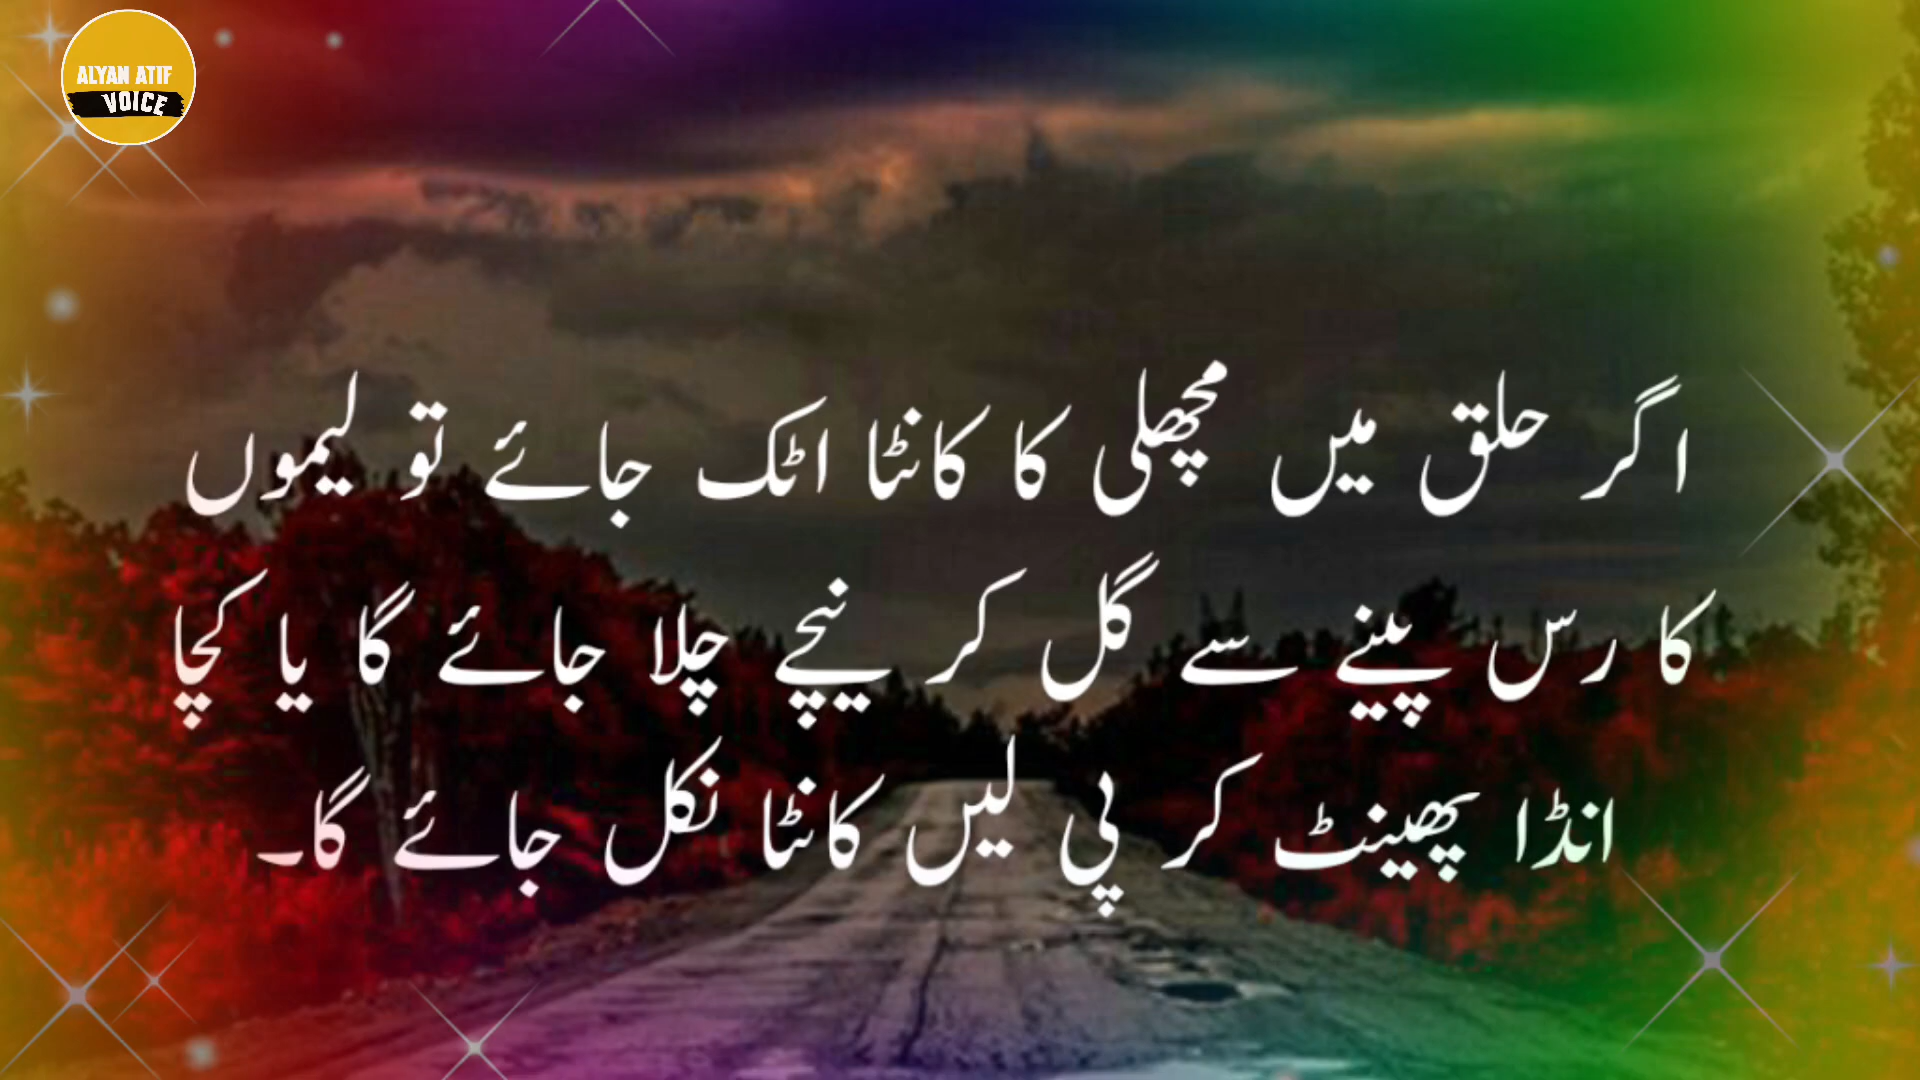 ALYAN ATIF
VOICE
اگر حلق میں مچھلی کا کانٹا اٹک جائے تو لیموں
کا رس پینے سے گل کر نیچے چلا جائے گا یا کچا
انڈا پھینٹ کر پی لیں کانٹا نکل جائے گا۔